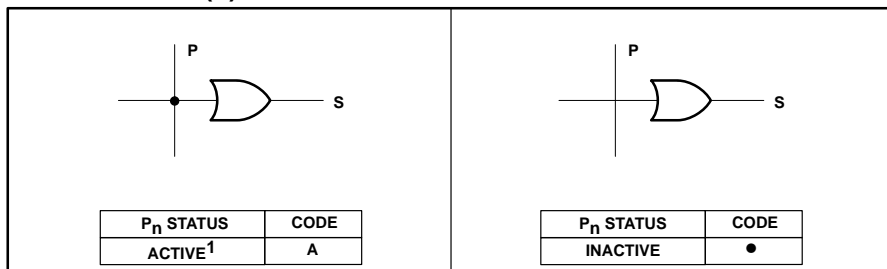 P
S
Pn STATUS CODE
ACTIVE1 A
P
S
Pn STATUS CODE
INACTIVE ●